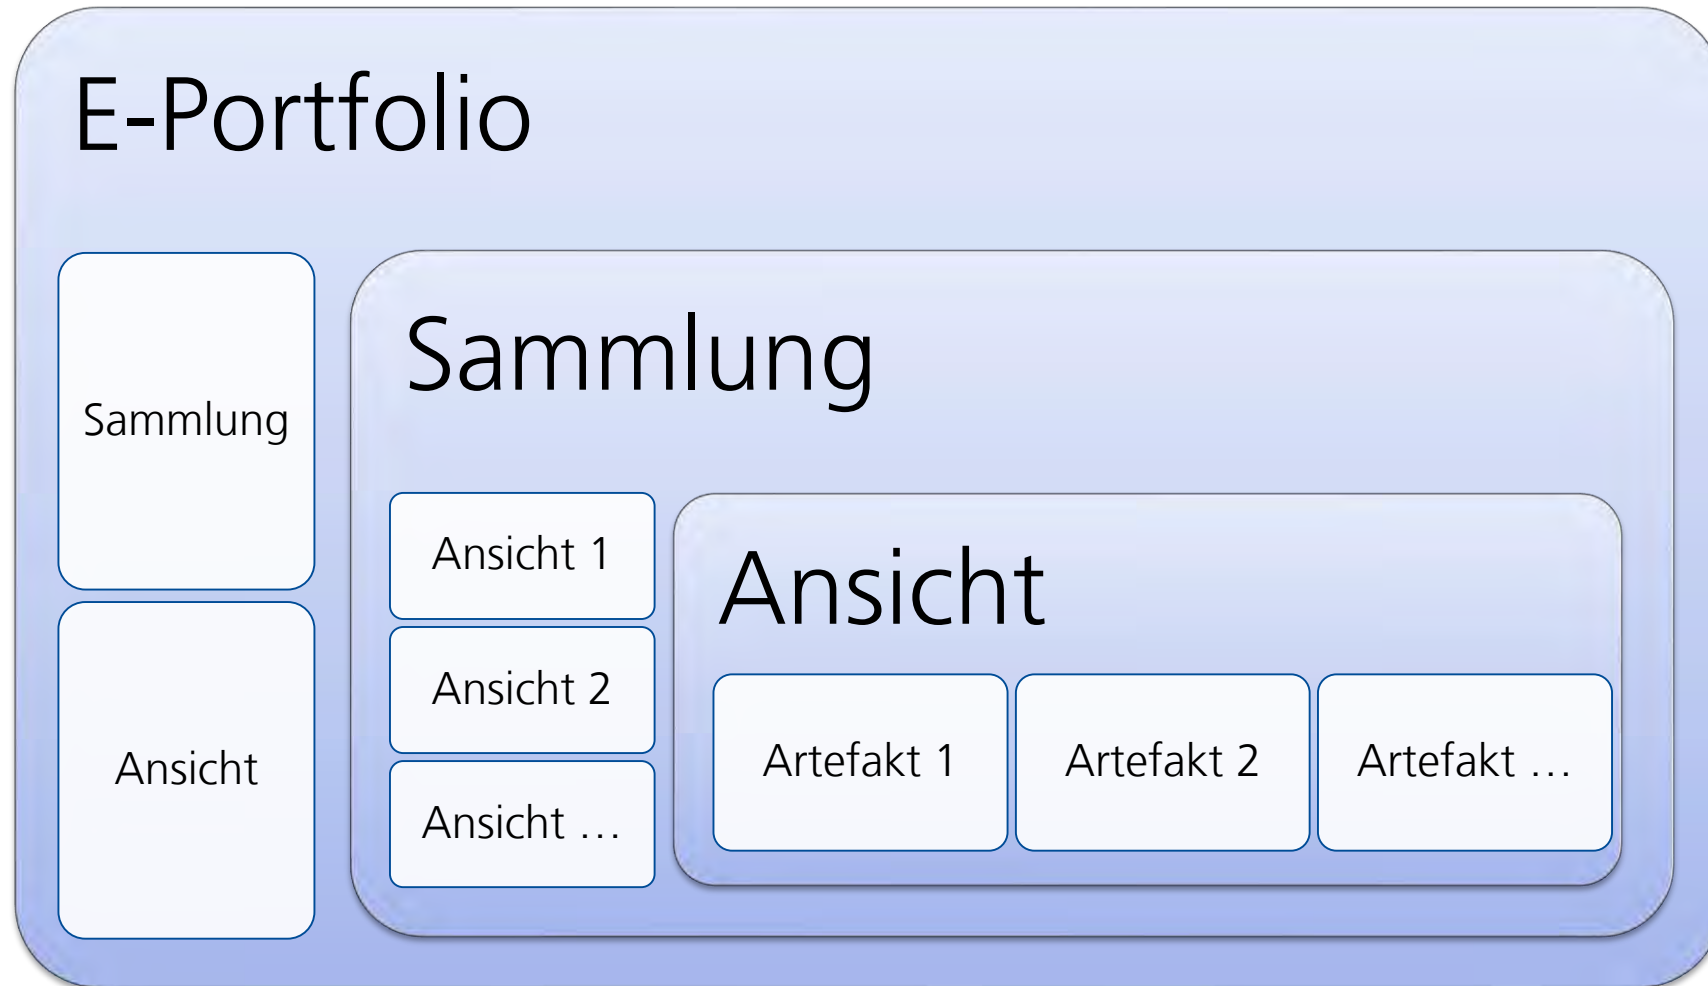 E-Portfolio
Sammlung
Ansicht
Sammlung
Ansicht 1
Ansicht 2
Ansicht …
Ansicht
Artefakt 1
Artefakt 2
Artefakt …